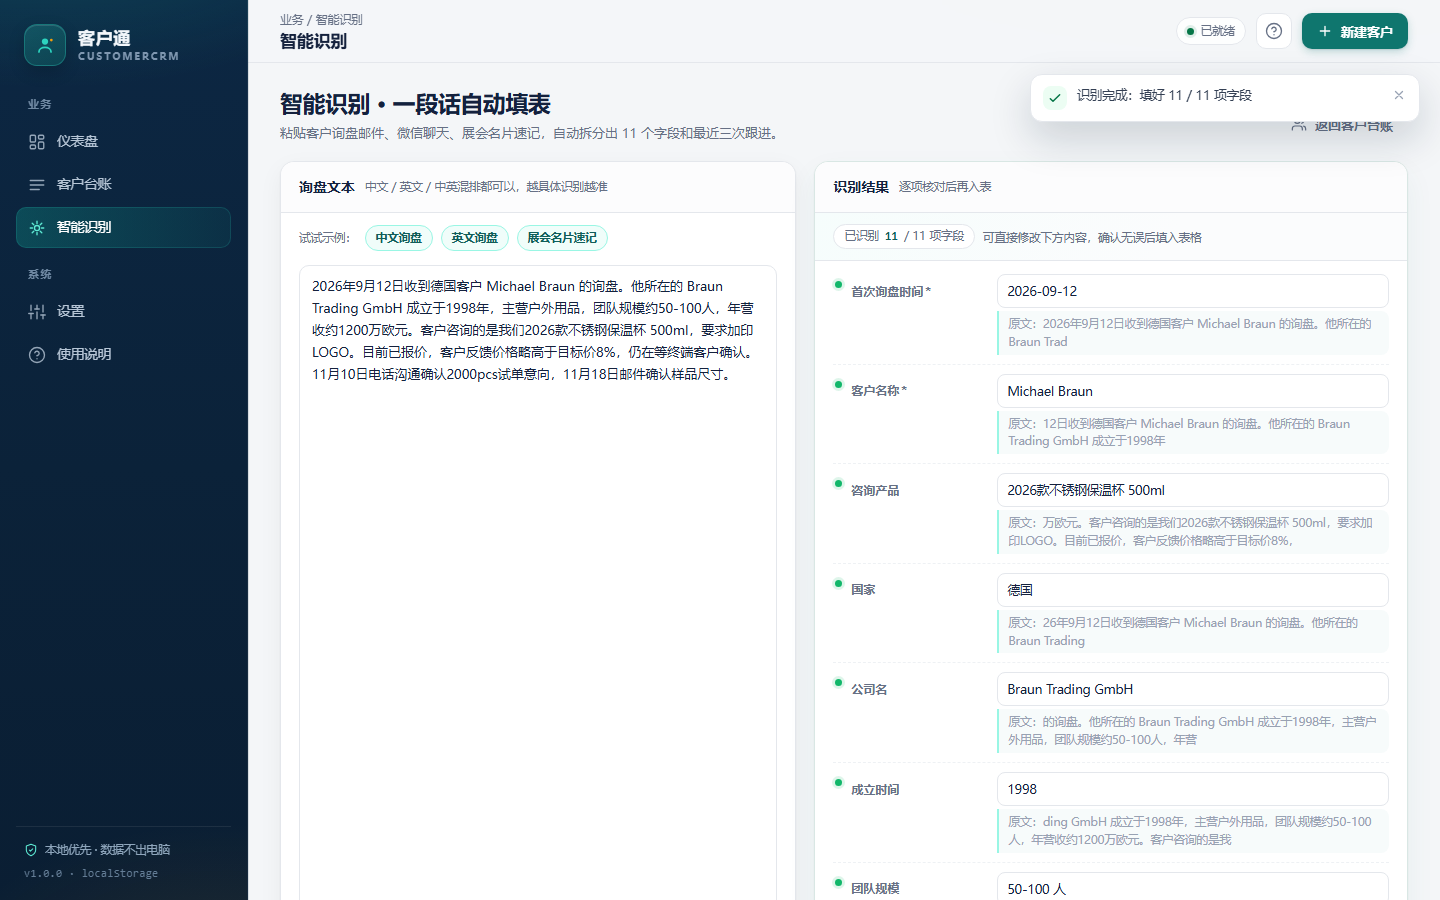 客户通
CUSTOMERCRM
业务
仪表盘
客户台账
智能识别
系统
设置
使用说明
本地优先 · 数据不出电脑
v1.0.0 · localStorage
业务 / 智能识别
智能识别
已就绪
新建客户
识别完成：填好 11 / 11 项字段
智能识别 · 一段话自动填表
粘贴客户询盘邮件、微信聊天、展会名片速记，自动拆分出 11 个字段和最近三次跟进。
返回客户台账
询盘文本 中文 / 英文 / 中英混排都可以，越具体识别越准
试试示例： 中文询盘 英文询盘 展会名片速记
2026年9月12日收到德国客户 Michael Braun 的询盘。他所在的 Braun
Trading GmbH 成立于1998年，主营户外用品，团队规模约50-100人，年营
收约1200万欧元。客户咨询的是我们2026款不锈钢保温杯 500ml，要求加印
LOGO。目前已报价，客户反馈价格略高于目标价8%，仍在等终端客户确认。
11月10日电话沟通确认2000pcs试单意向，11月18日邮件确认样品尺寸。
识别结果 逐项核对后再入表
已识别 11 / 11 项字段 可直接修改下方内容，确认无误后填入表格
首次询盘时间 *
2026-09-12
原文：2026年9月12日收到德国客户 Michael Braun 的询盘。他所在的
Braun Trad
客户名称 *
Michael Braun
原文：12日收到德国客户 Michael Braun 的询盘。他所在的 Braun
Trading GmbH 成立于1998年
咨询产品
2026款不锈钢保温杯 500ml
原文：万欧元。客户咨询的是我们2026款不锈钢保温杯 500ml，要求加
印LOGO。目前已报价，客户反馈价格略高于目标价8%，
国家
德国
原文：26年9月12日收到德国客户 Michael Braun 的询盘。他所在的
Braun Trading
公司名
Braun Trading GmbH
原文：的询盘。他所在的 Braun Trading GmbH 成立于1998年，主营户
外用品，团队规模约50-100人，年营
成立时间
1998
原文：ding GmbH 成立于1998年，主营户外用品，团队规模约50-100
人，年营收约1200万欧元。客户咨询的是我
团队规模
50-100 人